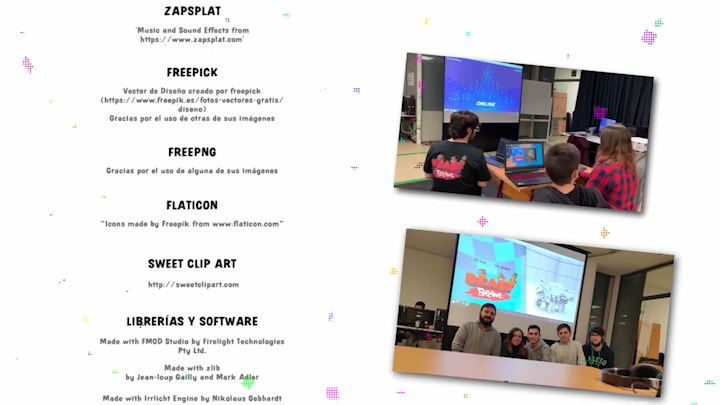 ZAPSPLAT
'Music and Sound Effects from
https://www.zapsplat.com'
FREEPICK
Vector de Diseño creado por freepick
(https://www.freepik.es/fotos-vectores-gratis/
diseno)
Gracias por el uso de otras de sus imágenes
FREEPNG
Gracias por el uso de alguna de sus imágenes
FLATICON
"Icons made by Freepik from www.flaticon.com"
SWEET CLIP ART
http://sweetclipart.com
LIBRERÍAS Y SOFTWARE
Made with FMOD Studio by Firelight Technologies
Pty Ltd.
Made with zlib
by Jean-loup Gailly and Mark Adler
Made with Irrlicht Engine by Nikolaus Gebhardt
ONLINE
BRAWL